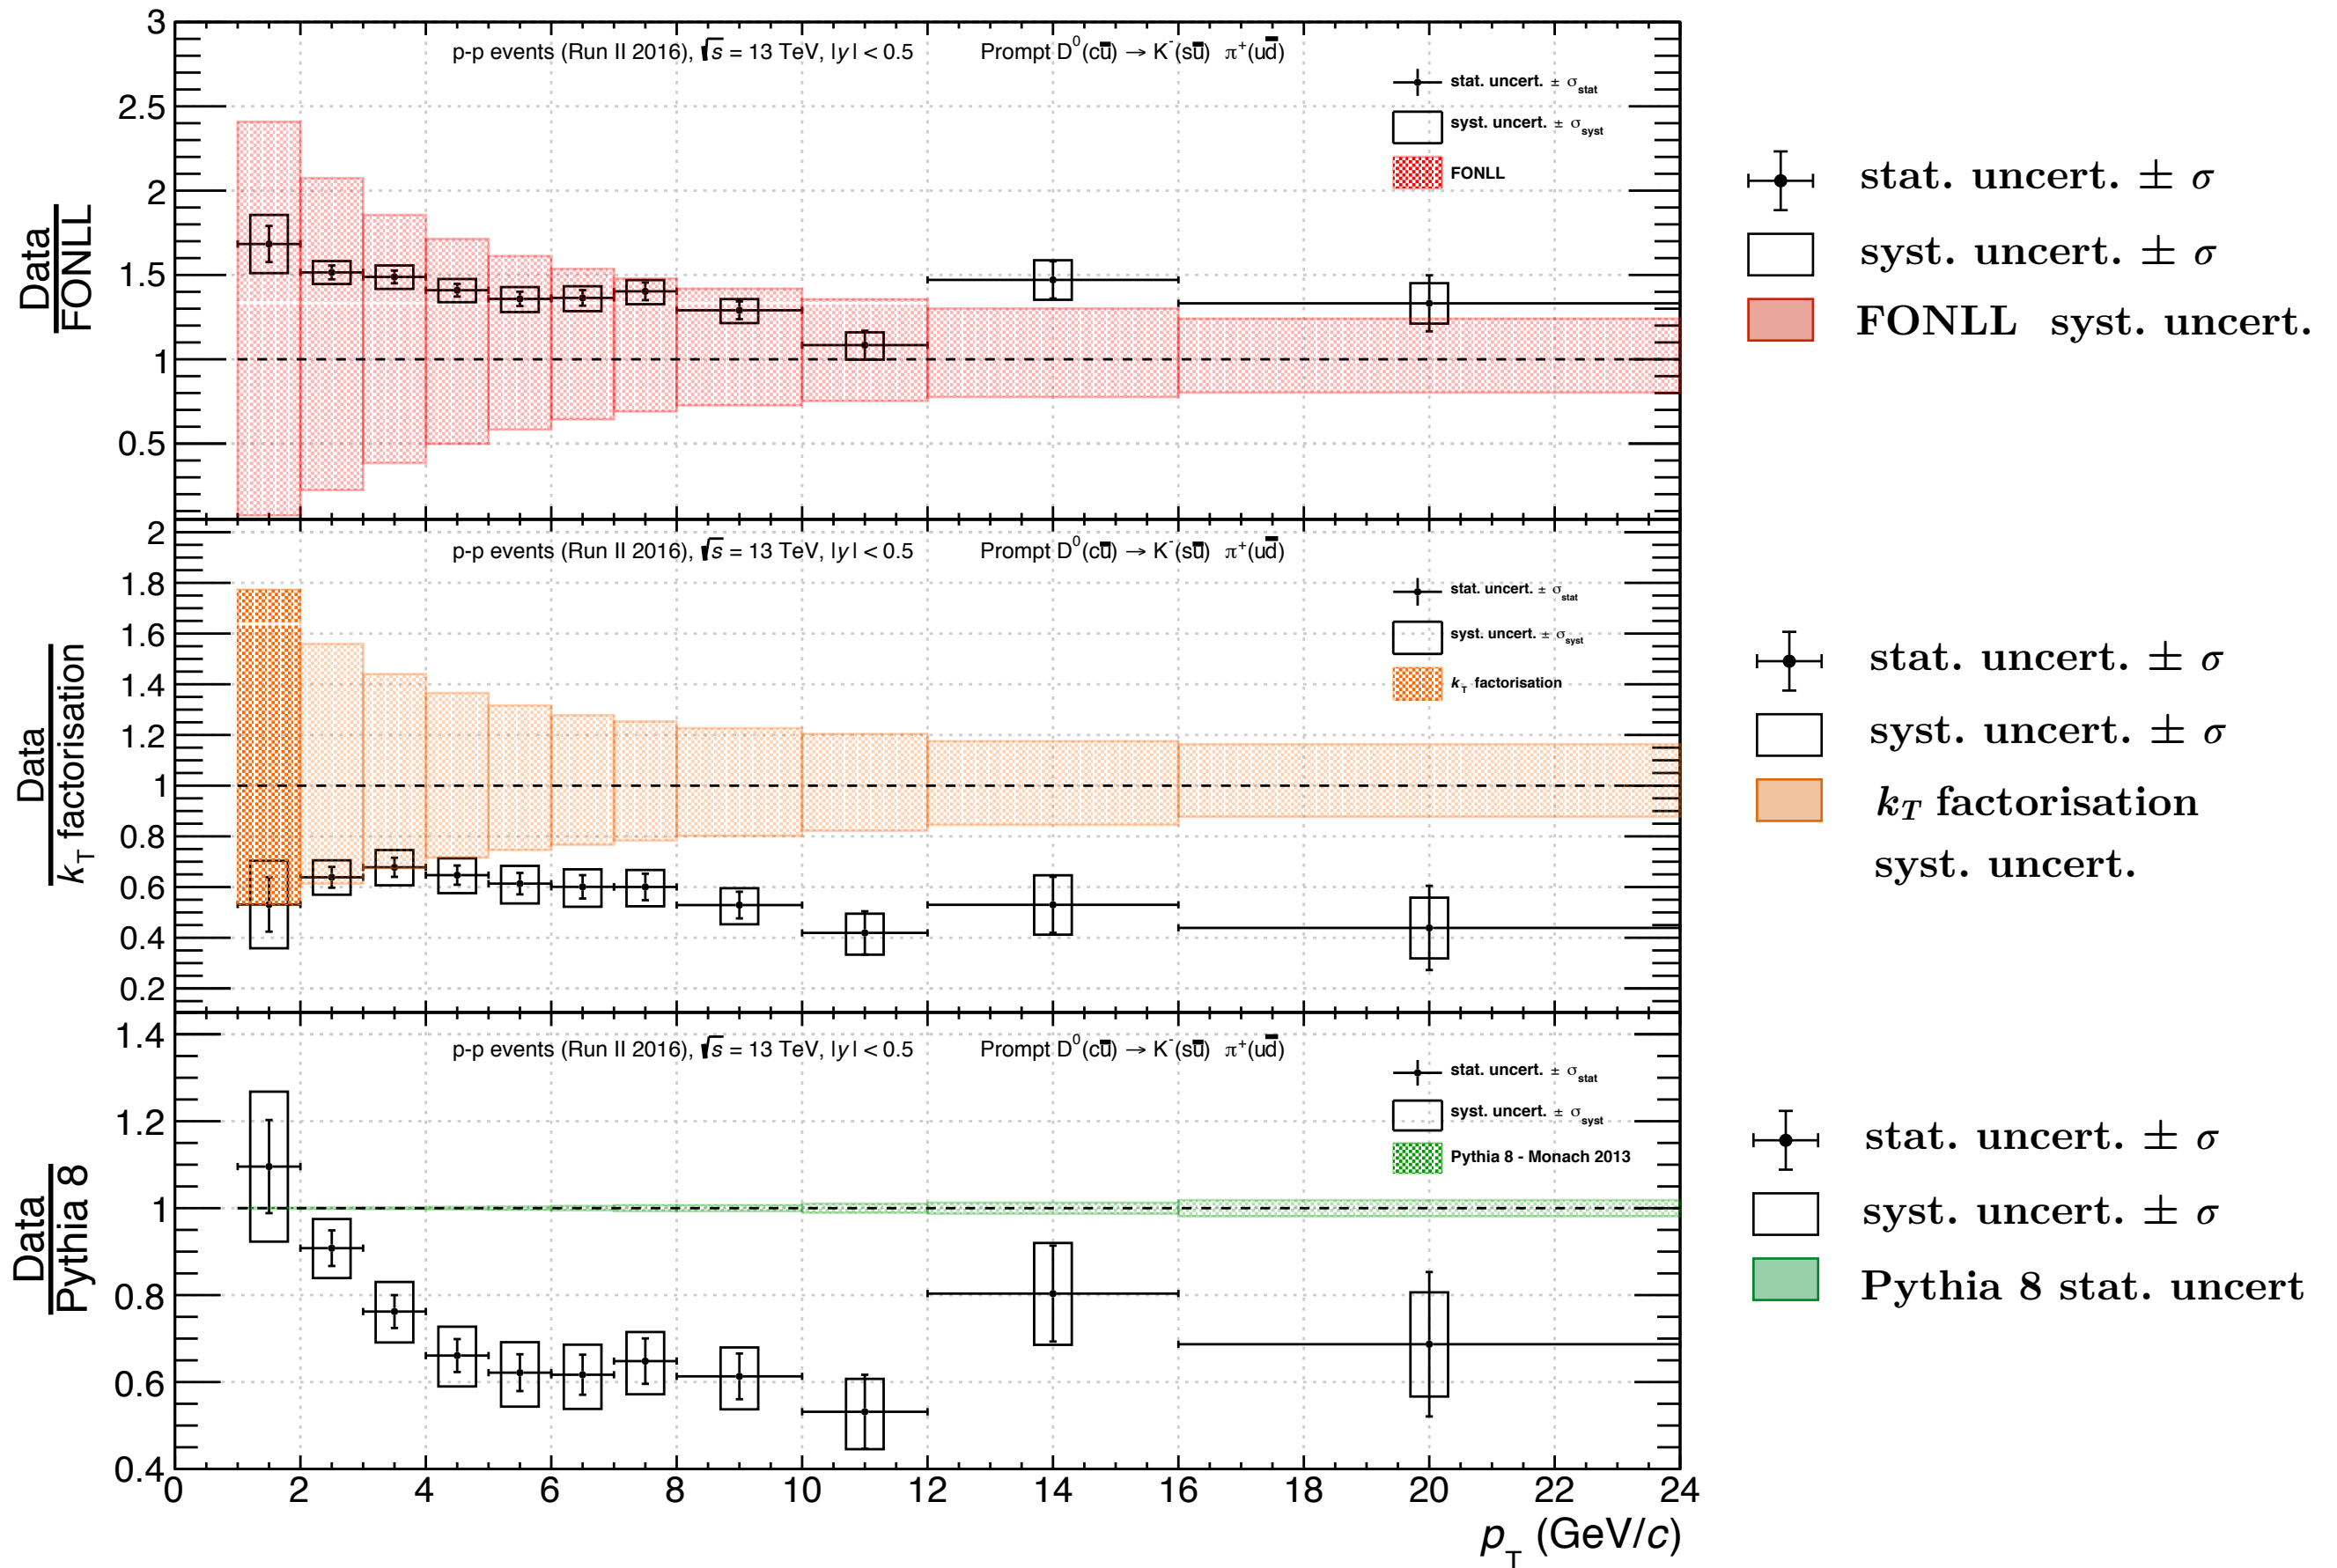 3
p-p events (Run II 2016), √s = 13 TeV, |y| < 0.5 Prompt D⁰(cū) → K⁻(sū) π⁺(ud̄)
stat. uncert. ± σstat
stat. uncert. ± σ
2.5
syst. uncert. ± σsyst
syst. uncert. ± σ
FONLL
FONLL syst. uncert.
2
Data
FONLL
1.5
1
0.5
2
p-p events (Run II 2016), √s = 13 TeV, |y| < 0.5 Prompt D⁰(cū) → K⁻(sū) π⁺(ud̄)
1.8
stat. uncert. ± σstat
stat. uncert. ± σ
1.6
syst. uncert. ± σsyst
syst. uncert. ± σ
1.4
kT factorisation
kT factorisation
syst. uncert.
1.2
Data
kT factorisation
1
0.8
0.6
0.4
0.2
1.4
p-p events (Run II 2016), √s = 13 TeV, |y| < 0.5 Prompt D⁰(cū) → K⁻(sū) π⁺(ud̄)
stat. uncert. ± σstat
stat. uncert. ± σ
1.2
syst. uncert. ± σsyst
syst. uncert. ± σ
Pythia 8 - Monach 2013
Pythia 8 stat. uncert
Data
Pythia 8
1
0.8
0.6
0.4
0 2 4 6 8 10 12 14 16 18 20 22 24
pT (GeV/c)